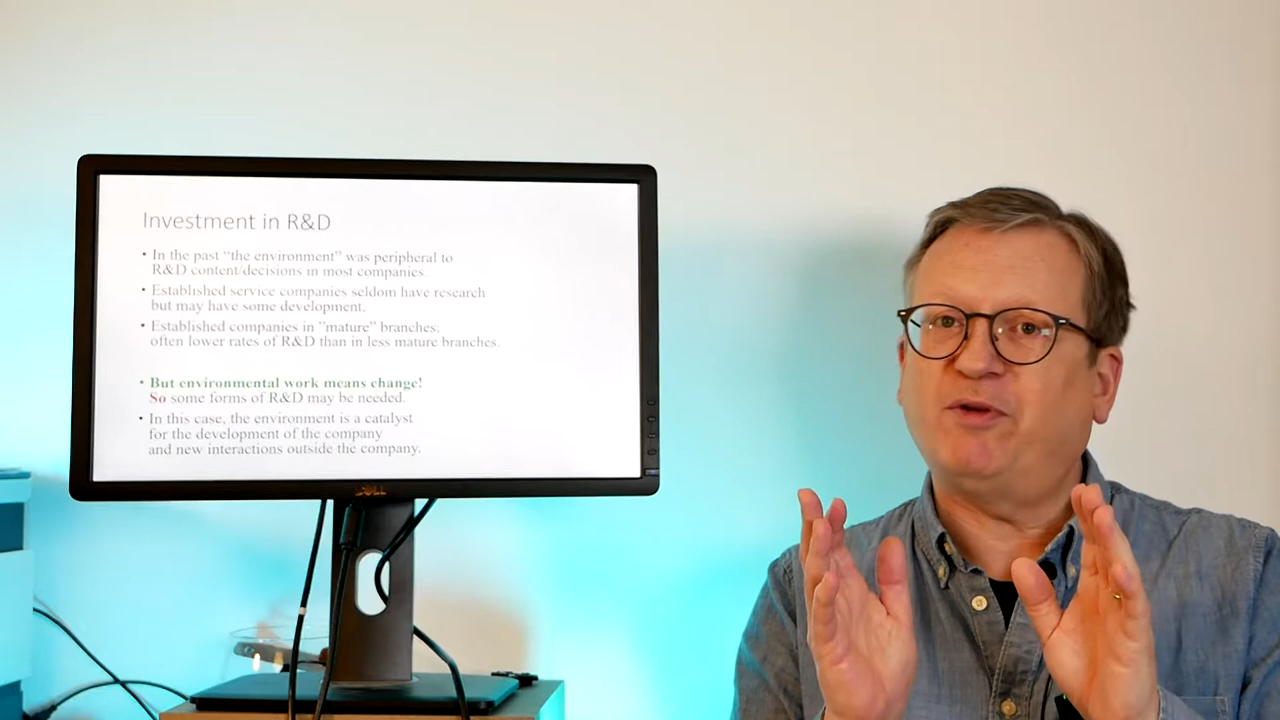 Investment in R&D
• In the past “the environment” was peripheral to
R&D content/decisions in most companies.
• Established service companies seldom have research
but may have some development.
• Established companies in ”mature” branches:
often lower rates of R&D than in less mature branches.
• But environmental work means change!
So some forms of R&D may be needed.
• In this case, the environment is a catalyst
for the development of the company
and new interactions outside the company.
DELL